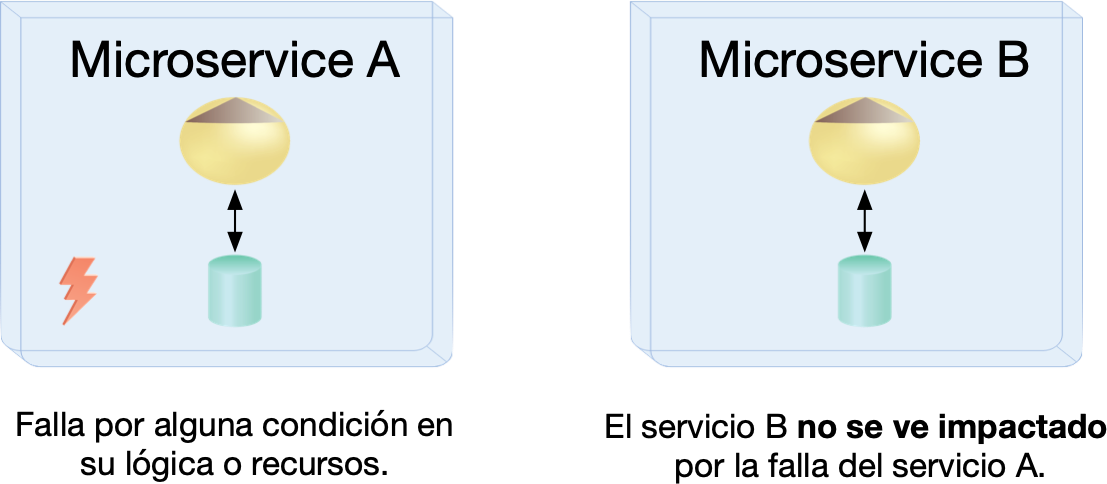 Microservice A
Microservice B
Falla por alguna condición en
su lógica o recursos.
El servicio B no se ve impactado
por la falla del servicio A.